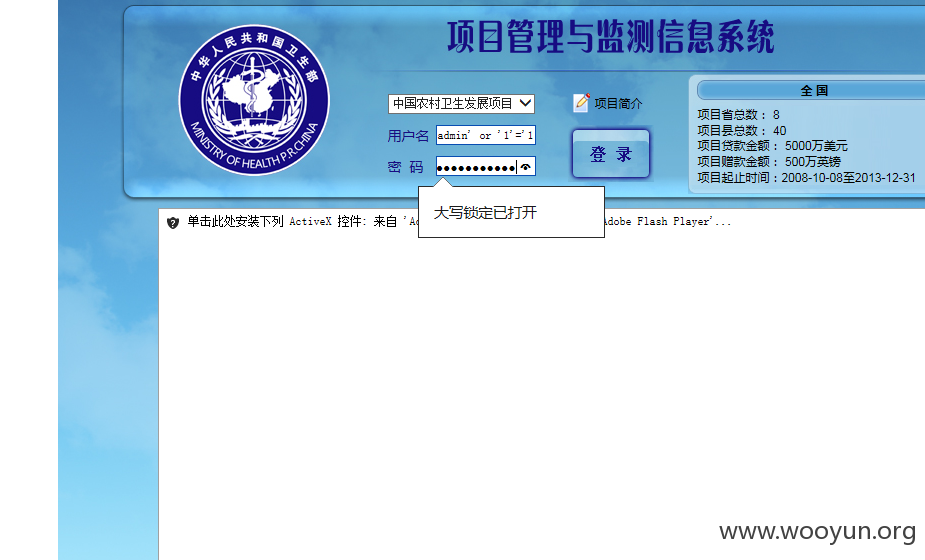 项目管理与监测信息系统
中华人民共和国卫生部
MINISTRY OF HEALTH P.R.CHINA
中国农村卫生发展项目
项目简介
用户名 admin' or '1'='1
密 码 ●●●●●●●●●●●
登 录
大写锁定已打开
全 国
项目省总数： 8
项目县总数： 40
项目贷款金额： 5000万美元
项目赠款金额： 500万英镑
项目起止时间：2008-10-08至2013-12-31
单击此处安装下列 ActiveX 控件: 来自 'Ad Adobe Flash Player'...
www.wooyun.org